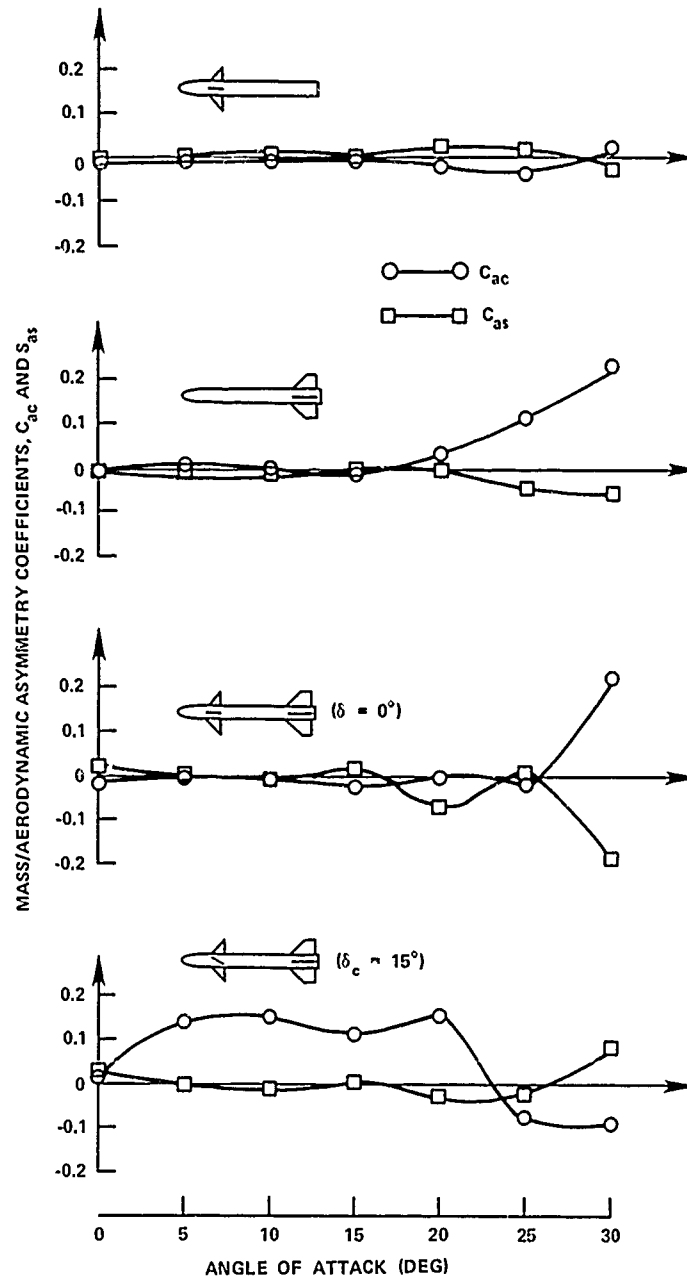 0.2
0.1
0
-0.1
-0.2
C_ac
C_as
0.2
0.1
0
-0.1
-0.2
MASS/AERODYNAMIC ASYMMETRY COEFFICIENTS, C_ac AND S_as
0.2
0.1
0
-0.1
-0.2
(δ = 0°)
0.2
0.1
0
-0.1
-0.2
(δ_c = 15°)
0 5 10 15 20 25 30
ANGLE OF ATTACK (DEG)